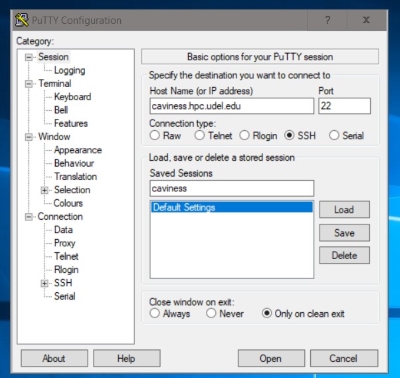 PuTTY Configuration
? X
Category:
Session
Logging
Terminal
Keyboard
Bell
Features
Window
Appearance
Behaviour
Translation
Selection
Colours
Connection
Data
Proxy
Telnet
Rlogin
SSH
Serial
Basic options for your PuTTY session
Specify the destination you want to connect to
Host Name (or IP address) Port
caviness.hpc.udel.edu 22
Connection type:
Raw Telnet Rlogin SSH Serial
Load, save or delete a stored session
Saved Sessions
caviness
Default Settings
Load
Save
Delete
Close window on exit:
Always Never Only on clean exit
About Help Open Cancel